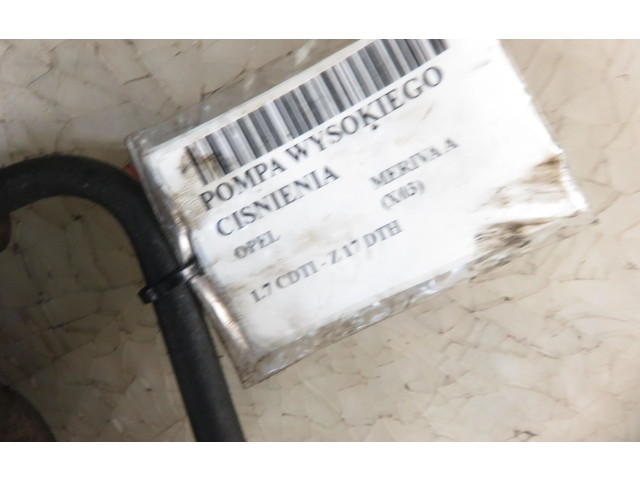 POMPA WYSOKIEGO
CISNIENIA
OPEL MERIVA A
(X03)
1.7 CDTI - Z 17 DTH